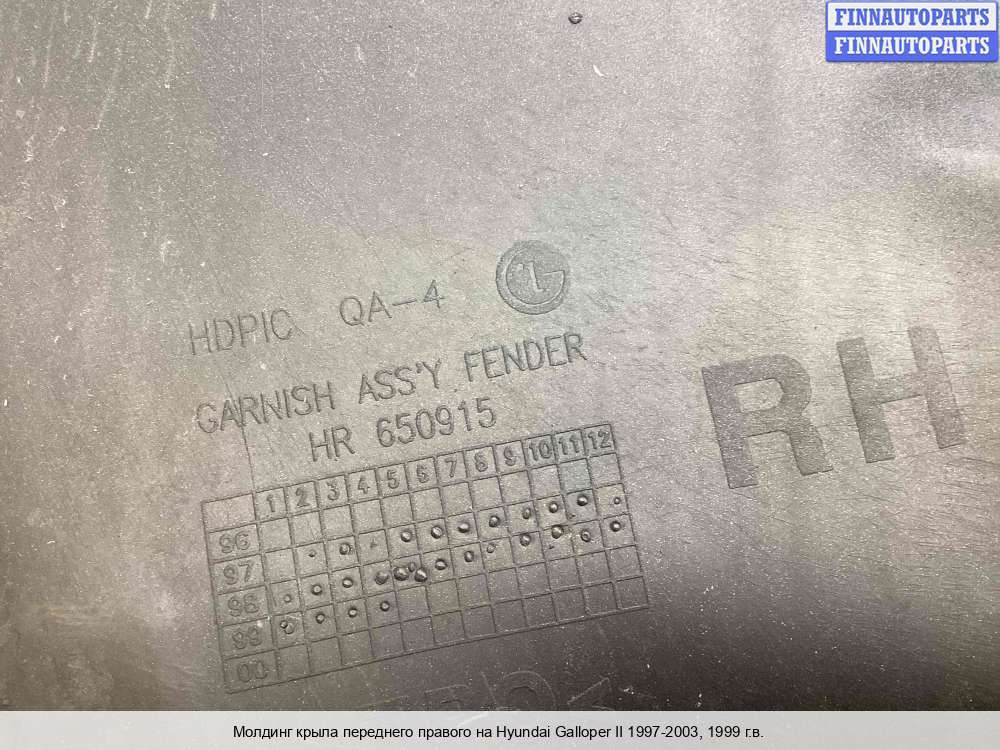 FINNAUTOPARTS
FINNAUTOPARTS
HDPIC QA-4
GARNISH ASS'Y FENDER
HR 650915
RH
1 2 3 4 5 6 7 8 9 10 11 12
96
97
98
99
00
Молдинг крыла переднего правого на Hyundai Galloper II 1997-2003, 1999 г.в.